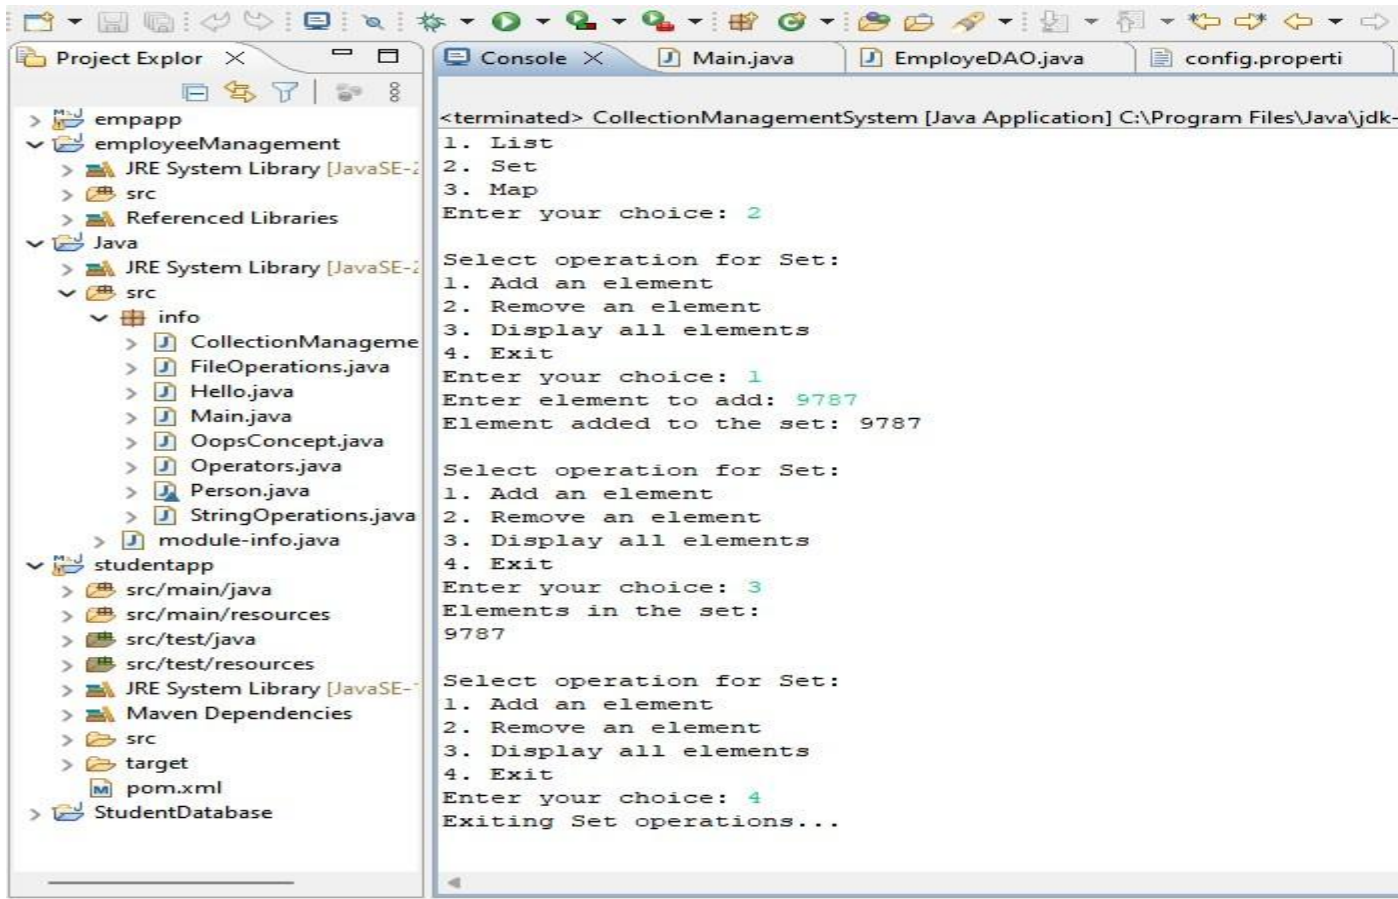 Project Explor
Console
Main.java
EmployeDAO.java
config.properti
empapp
employeeManagement
JRE System Library [JavaSE-
src
Referenced Libraries
Java
JRE System Library [JavaSE-
src
info
CollectionManageme
FileOperations.java
Hello.java
Main.java
OopsConcept.java
Operators.java
Person.java
StringOperations.java
module-info.java
studentapp
src/main/java
src/main/resources
src/test/java
src/test/resources
JRE System Library [JavaSE-
Maven Dependencies
src
target
pom.xml
StudentDatabase
<terminated> CollectionManagementSystem [Java Application] C:\Program Files\Java\jdk-
1. List
2. Set
3. Map
Enter your choice: 2
Select operation for Set:
1. Add an element
2. Remove an element
3. Display all elements
4. Exit
Enter your choice: 1
Enter element to add: 9787
Element added to the set: 9787
Select operation for Set:
1. Add an element
2. Remove an element
3. Display all elements
4. Exit
Enter your choice: 3
Elements in the set:
9787
Select operation for Set:
1. Add an element
2. Remove an element
3. Display all elements
4. Exit
Enter your choice: 4
Exiting Set operations...